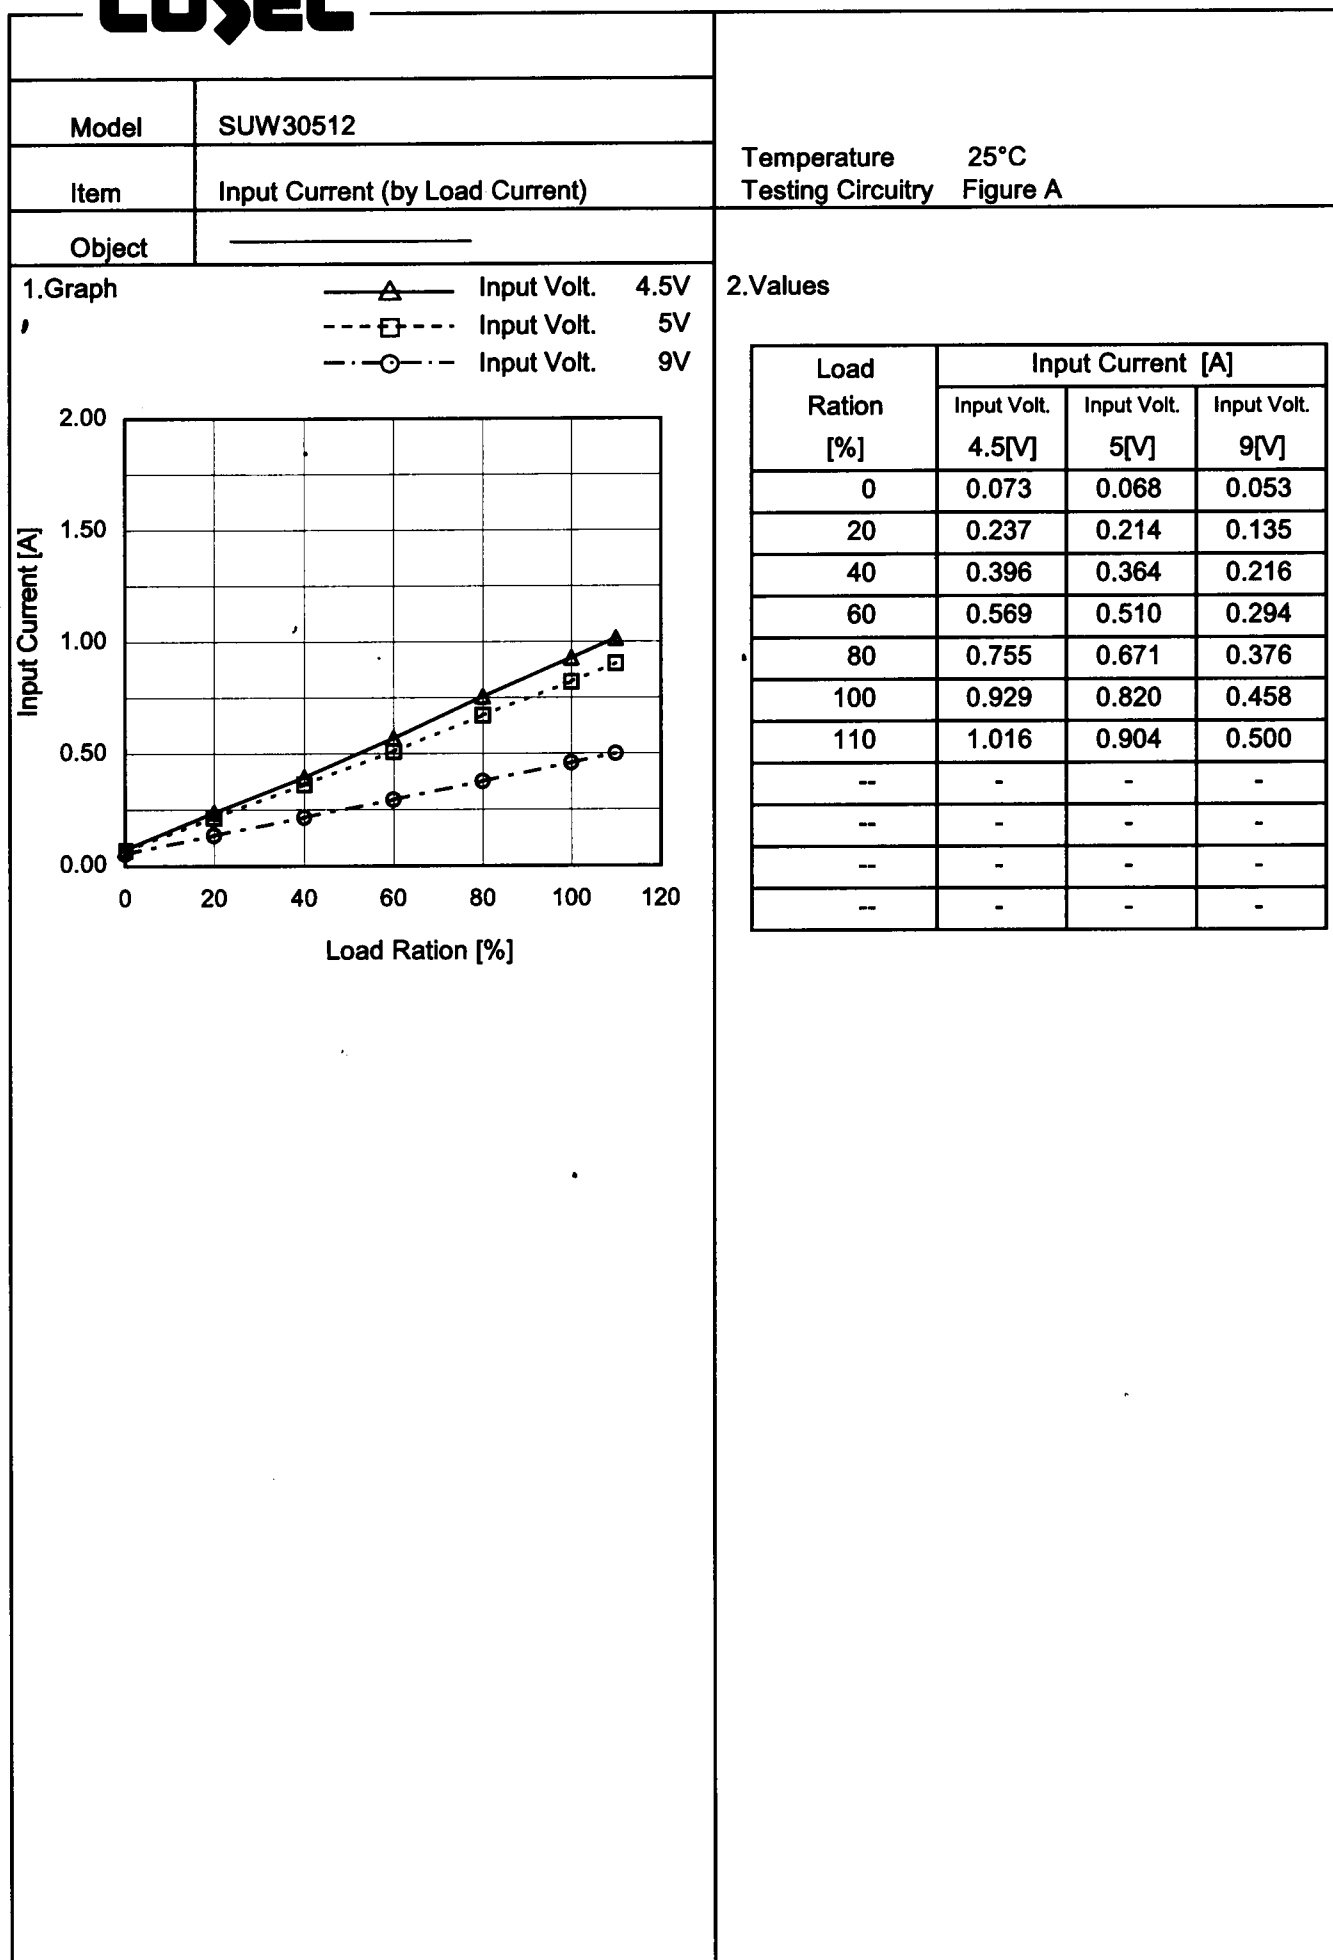 Model SUW30512
Item Input Current (by Load Current)
Object
Temperature 25°C
Testing Circuitry Figure A
1.Graph
Input Volt. 4.5V
Input Volt. 5V
Input Volt. 9V
2.00
1.50
1.00
0.50
0.00
Input Current [A]
0 20 40 60 80 100 120
Load Ration [%]
2.Values
Load Input Current [A]
Ration Input Volt. Input Volt. Input Volt.
[%] 4.5[V] 5[V] 9[V]
0 0.073 0.068 0.053
20 0.237 0.214 0.135
40 0.396 0.364 0.216
60 0.569 0.510 0.294
80 0.755 0.671 0.376
100 0.929 0.820 0.458
110 1.016 0.904 0.500
-- - - -
-- - - -
-- - - -
-- - - -